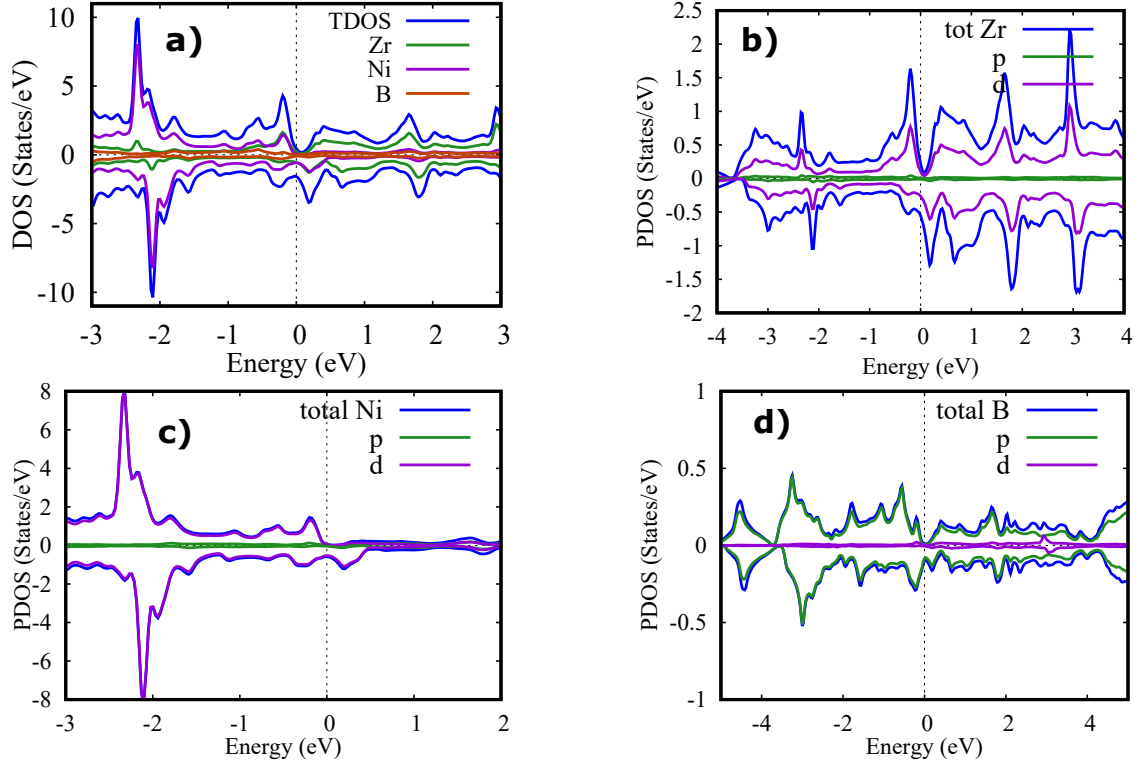 a)
TDOS
Zr
Ni
B
10
5
0
-5
-10
DOS (States/eV)
-3 -2 -1 0 1 2 3
Energy (eV)
b)
tot Zr
p
d
2.5
2
1.5
1
0.5
0
-0.5
-1
-1.5
-2
PDOS (States/eV)
-4 -3 -2 -1 0 1 2 3 4
Energy (eV)
c)
total Ni
p
d
8
6
4
2
0
-2
-4
-6
-8
PDOS (States/eV)
-3 -2 -1 0 1 2
Energy (eV)
d)
total B
p
d
1
0.5
0
-0.5
-1
PDOS (States/eV)
-4 -2 0 2 4
Energy (eV)